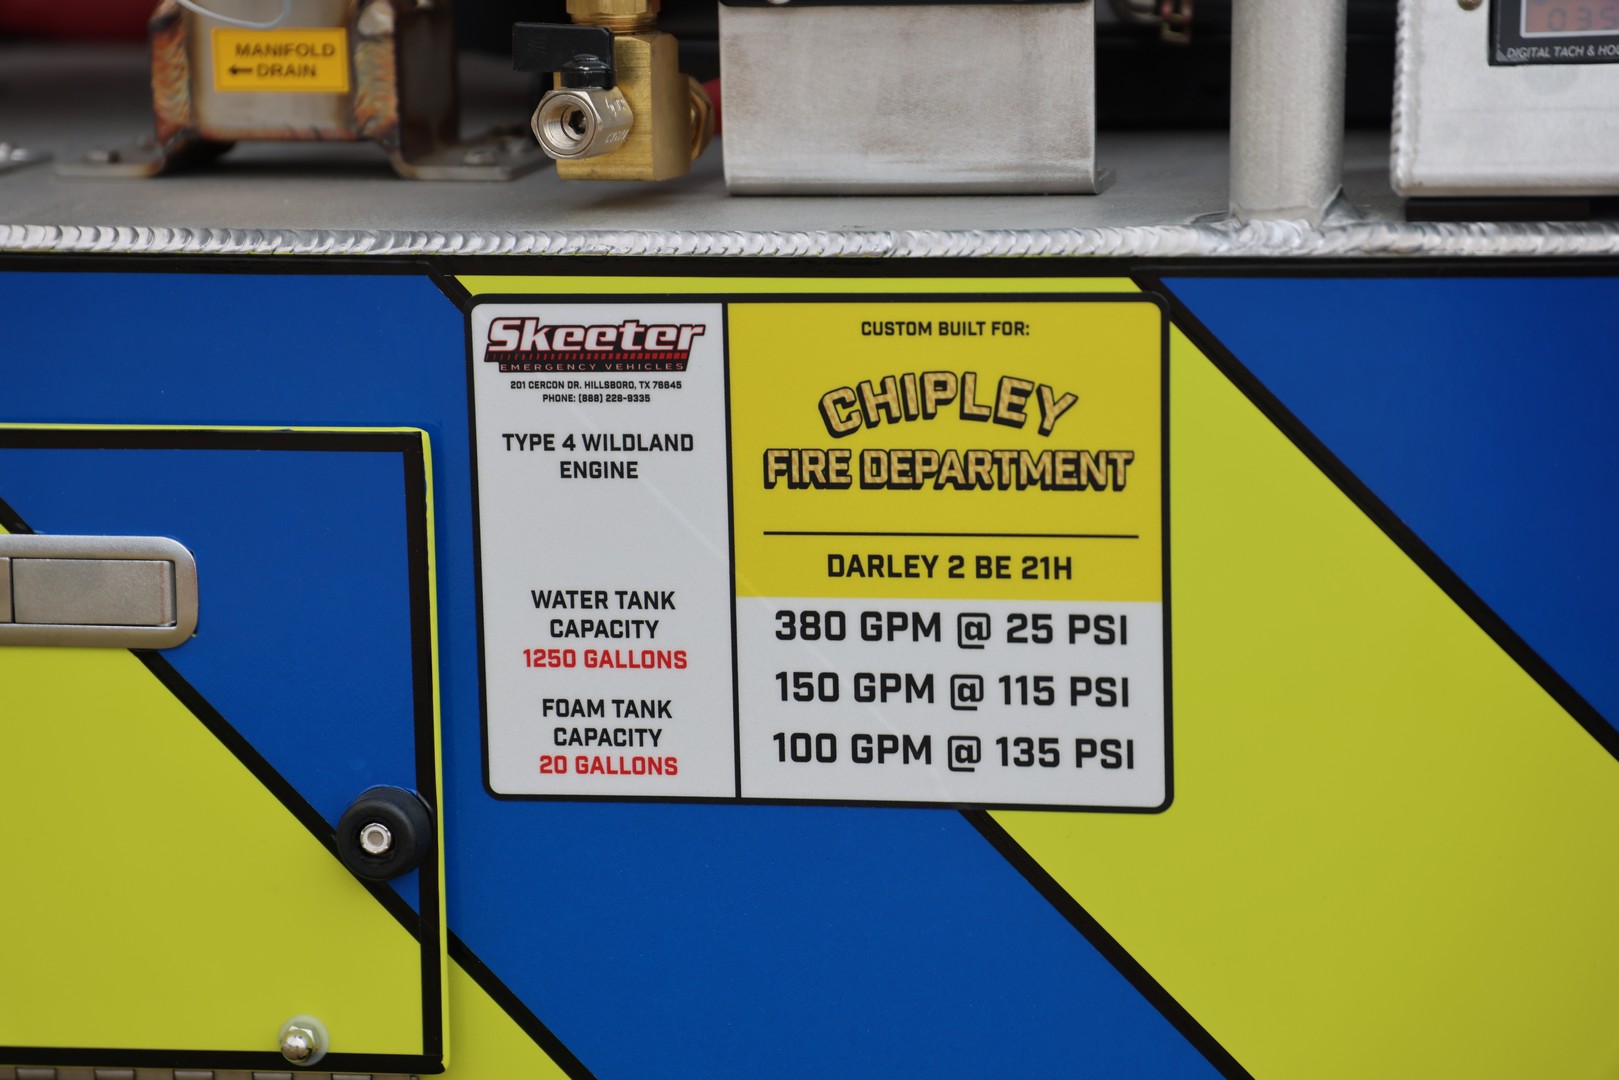 MANIFOLD
DRAIN
DIGITAL TACH &
Skeeter
EMERGENCY VEHICLES
201 CERCON DR. HILLSBORO, TX 76645
PHONE: (888) 228-9335
TYPE 4 WILDLAND
ENGINE
WATER TANK
CAPACITY
1250 GALLONS
FOAM TANK
CAPACITY
20 GALLONS
CUSTOM BUILT FOR:
CHIPLEY
FIRE DEPARTMENT
DARLEY 2 BE 21H
380 GPM @ 25 PSI
150 GPM @ 115 PSI
100 GPM @ 135 PSI